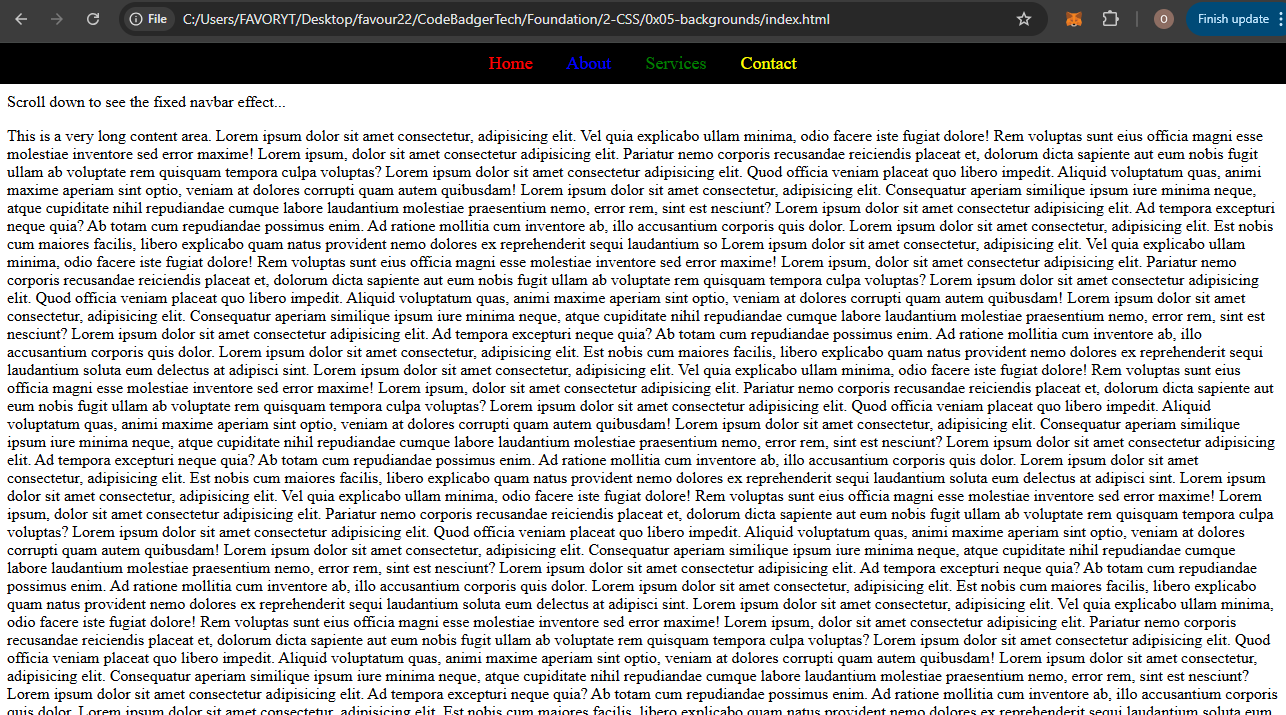 File
C:/Users/FAVORYT/Desktop/favour22/CodeBadgerTech/Foundation/2-CSS/0x05-backgrounds/index.html
O
Finish update
Home About Services Contact
Scroll down to see the fixed navbar effect...
This is a very long content area. Lorem ipsum dolor sit amet consectetur, adipisicing elit. Vel quia explicabo ullam minima, odio facere iste fugiat dolore! Rem voluptas sunt eius officia magni esse
molestiae inventore sed error maxime! Lorem ipsum, dolor sit amet consectetur adipisicing elit. Pariatur nemo corporis recusandae reiciendis placeat et, dolorum dicta sapiente aut eum nobis fugit
ullam ab voluptate rem quisquam tempora culpa voluptas? Lorem ipsum dolor sit amet consectetur adipisicing elit. Quod officia veniam placeat quo libero impedit. Aliquid voluptatum quas, animi
maxime aperiam sint optio, veniam at dolores corrupti quam autem quibusdam! Lorem ipsum dolor sit amet consectetur, adipisicing elit. Consequatur aperiam similique ipsum iure minima neque,
atque cupiditate nihil repudiandae cumque labore laudantium molestiae praesentium nemo, error rem, sint est nesciunt? Lorem ipsum dolor sit amet consectetur adipisicing elit. Ad tempora excepturi
neque quia? Ab totam cum repudiandae possimus enim. Ad ratione mollitia cum inventore ab, illo accusantium corporis quis dolor. Lorem ipsum dolor sit amet consectetur, adipisicing elit. Est nobis
cum maiores facilis, libero explicabo quam natus provident nemo dolores ex reprehenderit sequi laudantium so Lorem ipsum dolor sit amet consectetur, adipisicing elit. Vel quia explicabo ullam
minima, odio facere iste fugiat dolore! Rem voluptas sunt eius officia magni esse molestiae inventore sed error maxime! Lorem ipsum, dolor sit amet consectetur adipisicing elit. Pariatur nemo
corporis recusandae reiciendis placeat et, dolorum dicta sapiente aut eum nobis fugit ullam ab voluptate rem quisquam tempora culpa voluptas? Lorem ipsum dolor sit amet consectetur adipisicing
elit. Quod officia veniam placeat quo libero impedit. Aliquid voluptatum quas, animi maxime aperiam sint optio, veniam at dolores corrupti quam autem quibusdam! Lorem ipsum dolor sit amet
consectetur, adipisicing elit. Consequatur aperiam similique ipsum iure minima neque, atque cupiditate nihil repudiandae cumque labore laudantium molestiae praesentium nemo, error rem, sint est
nesciunt? Lorem ipsum dolor sit amet consectetur adipisicing elit. Ad tempora excepturi neque quia? Ab totam cum repudiandae possimus enim. Ad ratione mollitia cum inventore ab, illo
accusantium corporis quis dolor. Lorem ipsum dolor sit amet consectetur, adipisicing elit. Est nobis cum maiores facilis, libero explicabo quam natus provident nemo dolores ex reprehenderit sequi
laudantium soluta eum delectus at adipisci sint. Lorem ipsum dolor sit amet consectetur, adipisicing elit. Vel quia explicabo ullam minima, odio facere iste fugiat dolore! Rem voluptas sunt eius
officia magni esse molestiae inventore sed error maxime! Lorem ipsum, dolor sit amet consectetur adipisicing elit. Pariatur nemo corporis recusandae reiciendis placeat et, dolorum dicta sapiente aut
eum nobis fugit ullam ab voluptate rem quisquam tempora culpa voluptas? Lorem ipsum dolor sit amet consectetur adipisicing elit. Quod officia veniam placeat quo libero impedit. Aliquid
voluptatum quas, animi maxime aperiam sint optio, veniam at dolores corrupti quam autem quibusdam! Lorem ipsum dolor sit amet consectetur, adipisicing elit. Consequatur aperiam similique
ipsum iure minima neque, atque cupiditate nihil repudiandae cumque labore laudantium molestiae praesentium nemo, error rem, sint est nesciunt? Lorem ipsum dolor sit amet consectetur adipisicing
elit. Ad tempora excepturi neque quia? Ab totam cum repudiandae possimus enim. Ad ratione mollitia cum inventore ab, illo accusantium corporis quis dolor. Lorem ipsum dolor sit amet
consectetur, adipisicing elit. Est nobis cum maiores facilis, libero explicabo quam natus provident nemo dolores ex reprehenderit sequi laudantium soluta eum delectus at adipisci sint. Lorem ipsum
dolor sit amet consectetur, adipisicing elit. Vel quia explicabo ullam minima, odio facere iste fugiat dolore! Rem voluptas sunt eius officia magni esse molestiae inventore sed error maxime! Lorem
ipsum, dolor sit amet consectetur adipisicing elit. Pariatur nemo corporis recusandae reiciendis placeat et, dolorum dicta sapiente aut eum nobis fugit ullam ab voluptate rem quisquam tempora culpa
voluptas? Lorem ipsum dolor sit amet consectetur adipisicing elit. Quod officia veniam placeat quo libero impedit. Aliquid voluptatum quas, animi maxime aperiam sint optio, veniam at dolores
corrupti quam autem quibusdam! Lorem ipsum dolor sit amet consectetur, adipisicing elit. Consequatur aperiam similique ipsum iure minima neque, atque cupiditate nihil repudiandae cumque
labore laudantium molestiae praesentium nemo, error rem, sint est nesciunt? Lorem ipsum dolor sit amet consectetur adipisicing elit. Ad tempora excepturi neque quia? Ab totam cum repudiandae
possimus enim. Ad ratione mollitia cum inventore ab, illo accusantium corporis quis dolor. Lorem ipsum dolor sit amet consectetur, adipisicing elit. Est nobis cum maiores facilis, libero explicabo
quam natus provident nemo dolores ex reprehenderit sequi laudantium soluta eum delectus at adipisci sint. Lorem ipsum dolor sit amet consectetur, adipisicing elit. Vel quia explicabo ullam minima,
odio facere iste fugiat dolore! Rem voluptas sunt eius officia magni esse molestiae inventore sed error maxime! Lorem ipsum, dolor sit amet consectetur adipisicing elit. Pariatur nemo corporis
recusandae reiciendis placeat et, dolorum dicta sapiente aut eum nobis fugit ullam ab voluptate rem quisquam tempora culpa voluptas? Lorem ipsum dolor sit amet consectetur adipisicing elit. Quod
officia veniam placeat quo libero impedit. Aliquid voluptatum quas, animi maxime aperiam sint optio, veniam at dolores corrupti quam autem quibusdam! Lorem ipsum dolor sit amet consectetur,
adipisicing elit. Consequatur aperiam similique ipsum iure minima neque, atque cupiditate nihil repudiandae cumque labore laudantium molestiae praesentium nemo, error rem, sint est nesciunt?
Lorem ipsum dolor sit amet consectetur adipisicing elit. Ad tempora excepturi neque quia? Ab totam cum repudiandae possimus enim. Ad ratione mollitia cum inventore ab, illo accusantium corporis
quis dolor. Lorem ipsum dolor sit amet consectetur, adipisicing elit. Est nobis cum maiores facilis, libero explicabo quam natus provident nemo dolores ex reprehenderit sequi laudantium soluta eum